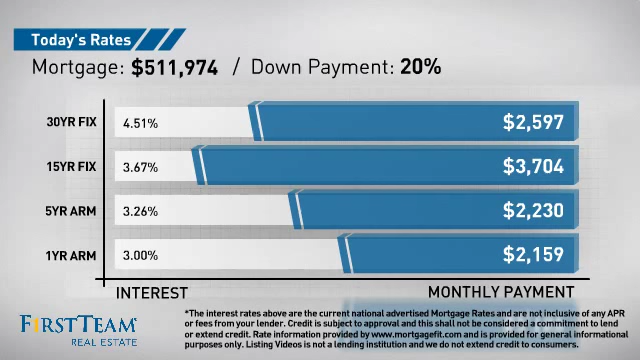 Today's Rates
Mortgage: $511,974 / Down Payment: 20%
30YR FIX 4.51% $2,597
15YR FIX 3.67% $3,704
5YR ARM 3.26% $2,230
1YR ARM 3.00% $2,159
INTEREST MONTHLY PAYMENT
FIRSTTEAM®
REAL ESTATE
*The interest rates above are the current national advertised Mortgage Rates and are not inclusive of any APR
or fees from your lender. Credit is subject to approval and this shall not be considered a commitment to lend
or extend credit. Rate information provided by www.mortgagefit.com and is provided for general informational
purposes only. Listing Videos is not a lending institution and we do not extend credit to consumers.